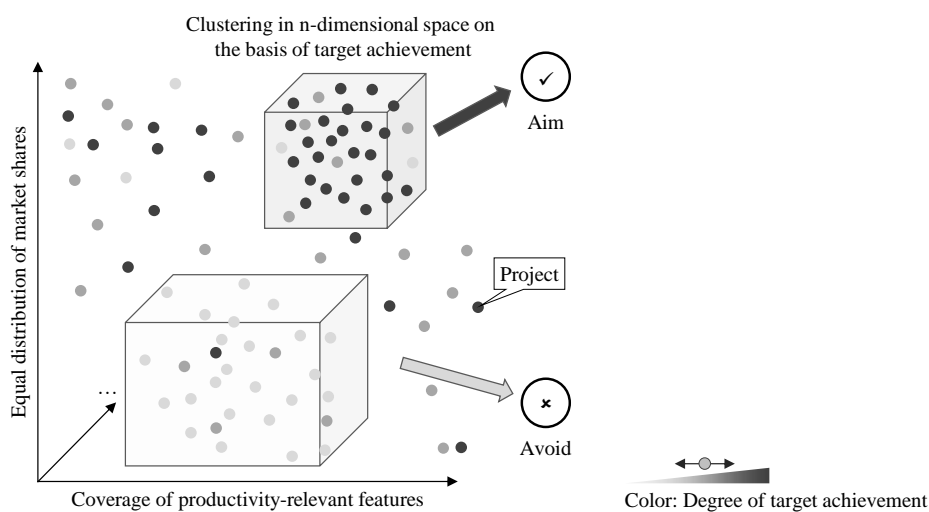 Clustering in n-dimensional space on
the basis of target achievement
Aim
Equal distribution of market shares
Project
...
Avoid
Coverage of productivity-relevant features
Color: Degree of target achievement